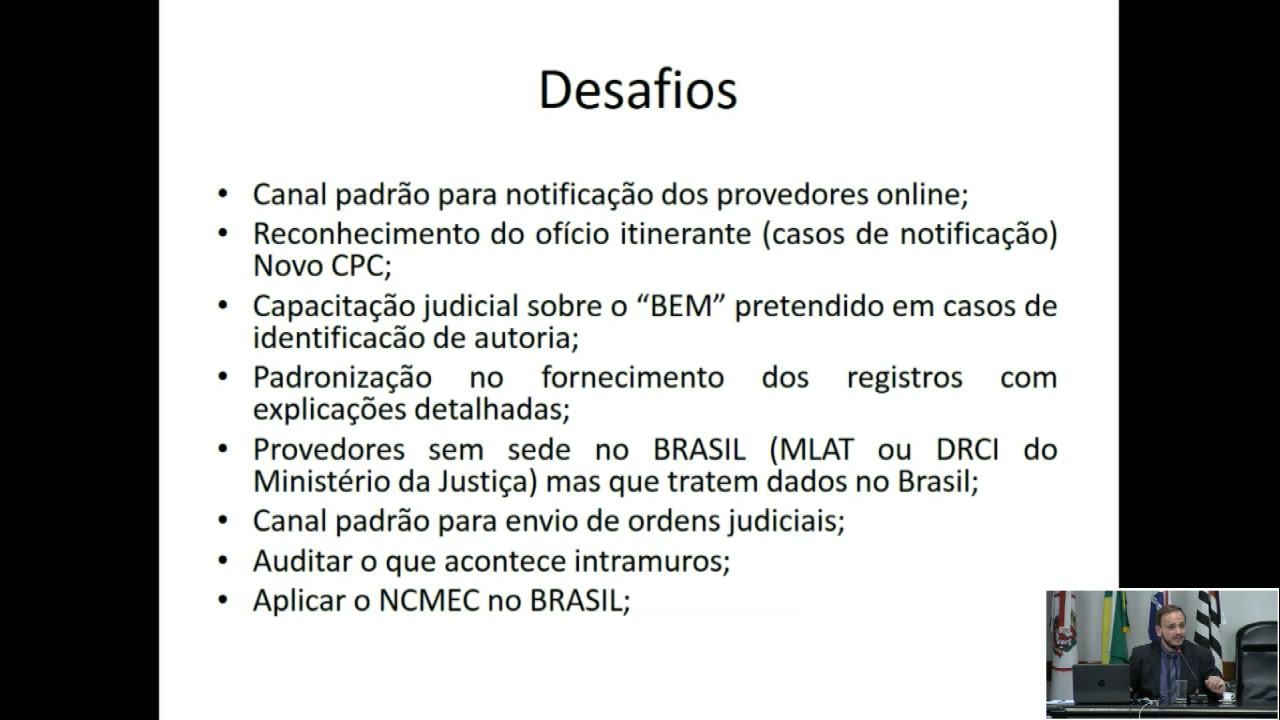 Desafios
• Canal padrão para notificação dos provedores online;
• Reconhecimento do ofício itinerante (casos de notificação)
Novo CPC;
• Capacitação judicial sobre o “BEM” pretendido em casos de
identificacão de autoria;
• Padronização no fornecimento dos registros com
explicações detalhadas;
• Provedores sem sede no BRASIL (MLAT ou DRCI do
Ministério da Justiça) mas que tratem dados no Brasil;
• Canal padrão para envio de ordens judiciais;
• Auditar o que acontece intramuros;
• Aplicar o NCMEC no BRASIL;